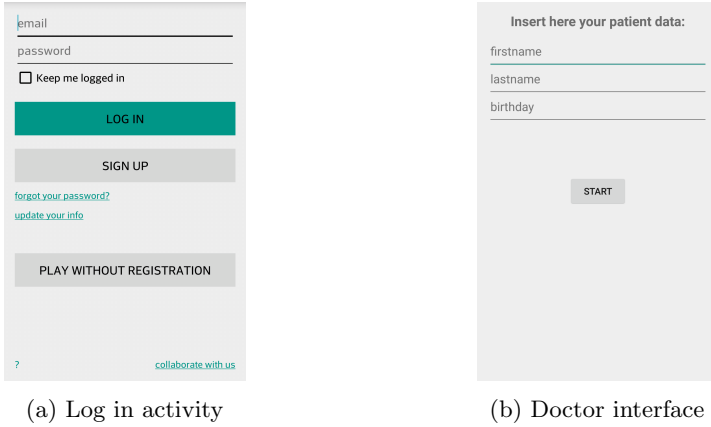 email
password
Keep me logged in
LOG IN
SIGN UP
forgot your password?
update your info
PLAY WITHOUT REGISTRATION
?
collaborate with us
(a) Log in activity
Insert here your patient data:
firstname
lastname
birthday
START
(b) Doctor interface